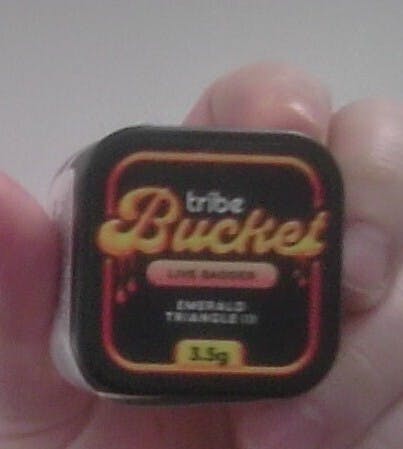 tribe
Bucket
LIVE BADDER
EMERALD
TRIANGLE (I)
3.5g